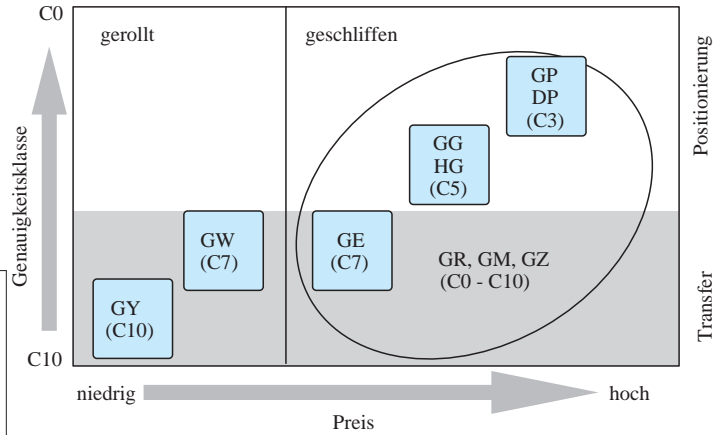 C0
gerollt
geschliffen
GP
DP
(C3)
Positionierung
Genauigkeitsklasse
GG
HG
(C5)
GW
(C7)
GE
(C7)
GR, GM, GZ
(C0 - C10)
GY
(C10)
Transfer
C10
niedrig
hoch
Preis